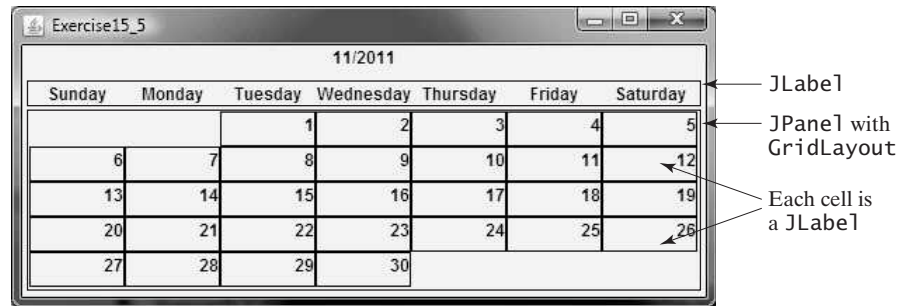 Exercise15_5
11/2011
Sunday Monday Tuesday Wednesday Thursday Friday Saturday
1 2 3 4 5
6 7 8 9 10 11 12
13 14 15 16 17 18 19
20 21 22 23 24 25 26
27 28 29 30
JLabel
JPanel with
GridLayout
Each cell is
a JLabel